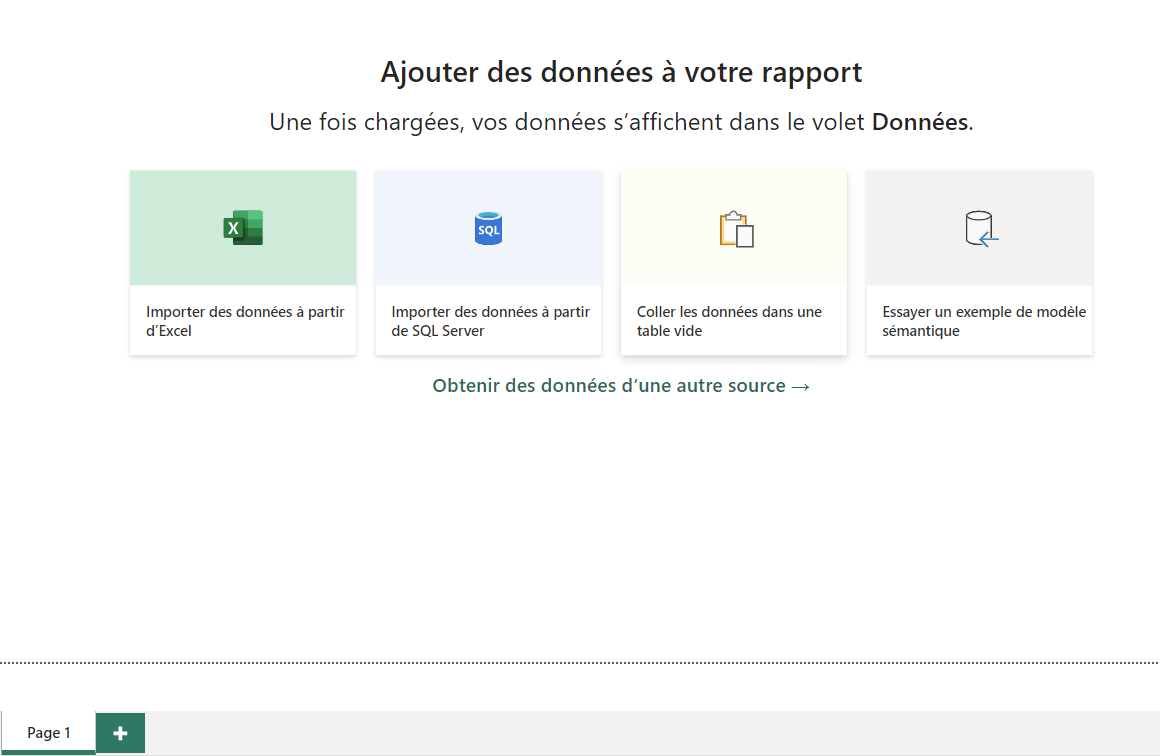 Ajouter des données à votre rapport
Une fois chargées, vos données s’affichent dans le volet Données.
X
SQL
Importer des données à partir
d’Excel
Importer des données à partir
de SQL Server
Coller les données dans une
table vide
Essayer un exemple de modèle
sémantique
Obtenir des données d’une autre source →
Page 1